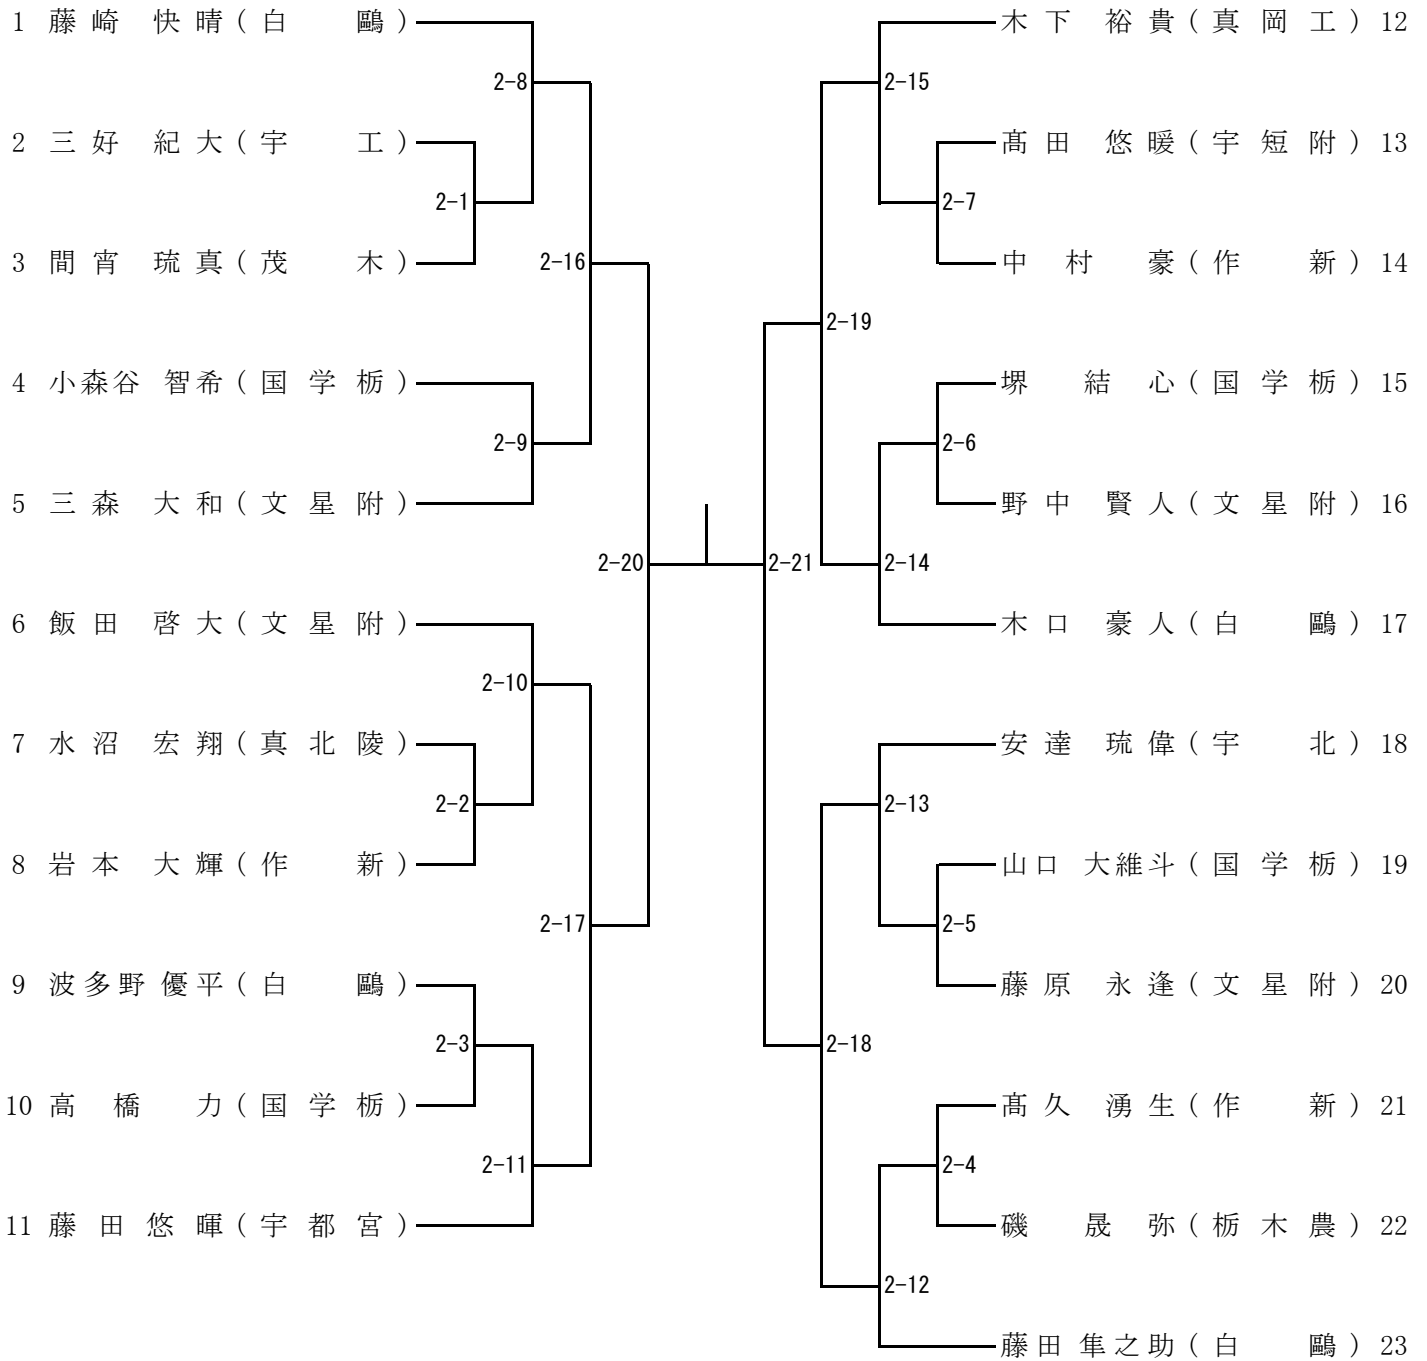 1 藤崎 快晴(白 鷗)
2-8
2 三好 紀大(宇 工)
2-1
3 間宵 琉真(茂 木)
2-16
4 小森谷 智希(国学栃)
2-9
5 三森 大和(文星附)
2-20
6 飯田 啓大(文星附)
2-10
7 水沼 宏翔(真北陵)
2-2
8 岩本 大輝(作 新)
2-17
9 波多野 優平(白 鷗)
2-3
10 高橋 力(国学栃)
2-11
11 藤田 悠暉(宇都宮)
木下 裕貴(真岡工) 12
2-15
髙田 悠暖(宇短附) 13
2-7
中村 豪(作 新) 14
2-19
堺 結心(国学栃) 15
2-6
野中 賢人(文星附) 16
2-21
2-14
木口 豪人(白 鷗) 17
安達 琉偉(宇 北) 18
2-13
山口 大維斗(国学栃) 19
2-5
藤原 永逢(文星附) 20
2-18
髙久 湧生(作 新) 21
2-4
磯 晟弥(栃木農) 22
2-12
藤田 隼之助(白 鷗) 23